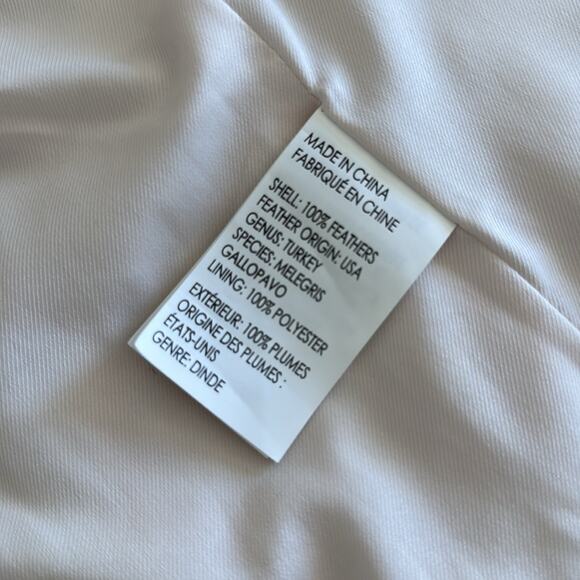 MADE IN CHINA
FABRIQUÉ EN CHINE
SHELL: 100% FEATHERS
FEATHER ORIGIN: USA
GENUS: TURKEY
SPECIES: MELEGRIS
GALLOPAVO
LINING: 100% POLYESTER
EXTÉRIEUR: 100% PLUMES
ORIGINE DES PLUMES :
ÉTATS-UNIS
GENRE: DINDE